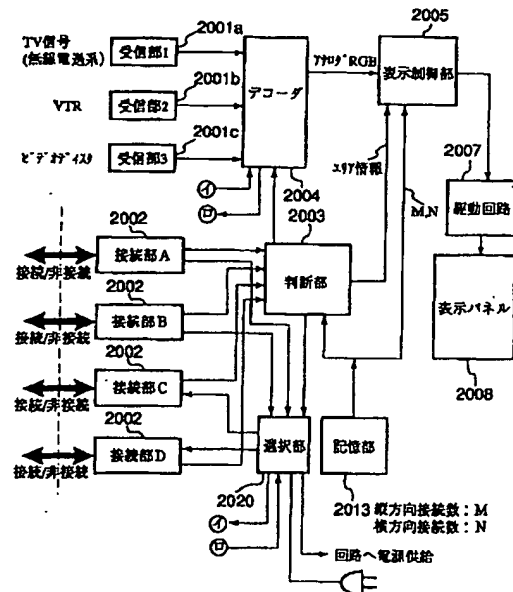 2001a
TV信号
(無線電送系)
受信部1
2001b
VTR
受信部2
2001c
ビデオディスク
受信部3
デコーダ
2004
アナログRGB
2005
表示制御部
エリア情報
M,N
2007
駆動回路
表示パネル
2008
イ
ロ
2003
判断部
2002
接続部A
接続/非接続
2002
接続部B
接続/非接続
2002
接続部C
接続/非接続
2002
接続部D
接続/非接続
選択部
2020
記憶部
2013 縦方向接続数：M
横方向接続数：N
イ
ロ
回路へ電源供給